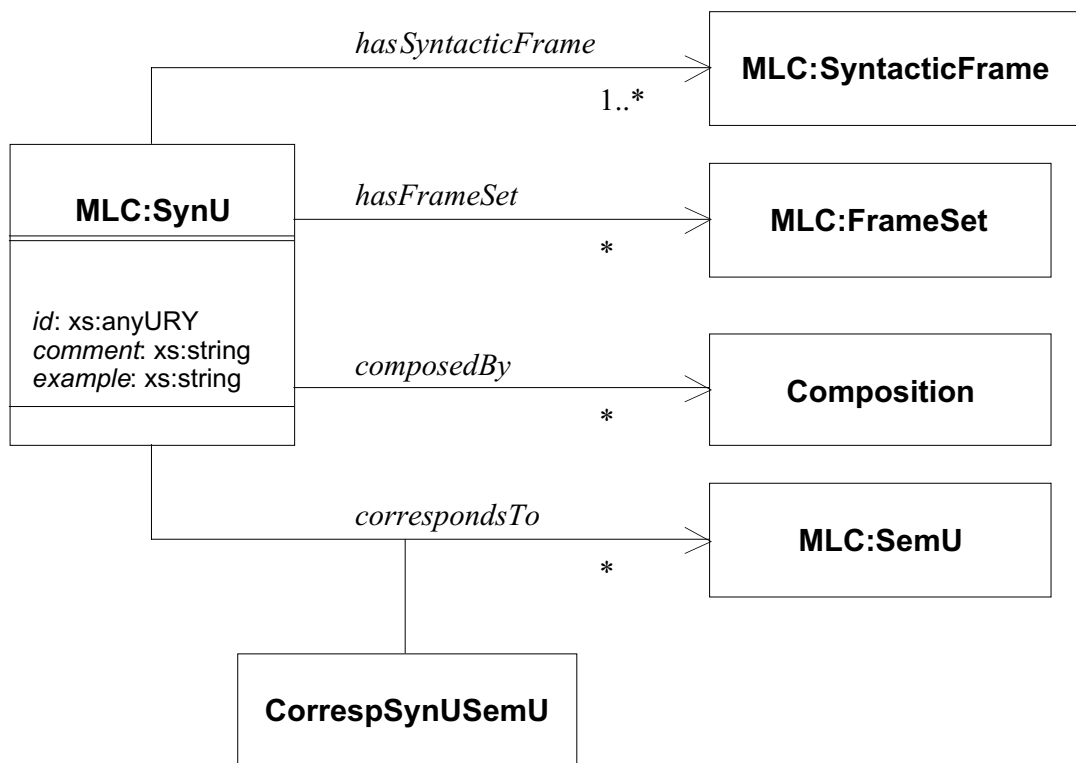 hasSyntacticFrame
MLC:SyntacticFrame
1..*
MLC:SynU
hasFrameSet
MLC:FrameSet
*
id: xs:anyURY
comment: xs:string
example: xs:string
composedBy
Composition
*
correspondsTo
MLC:SemU
*
CorrespSynUSemU